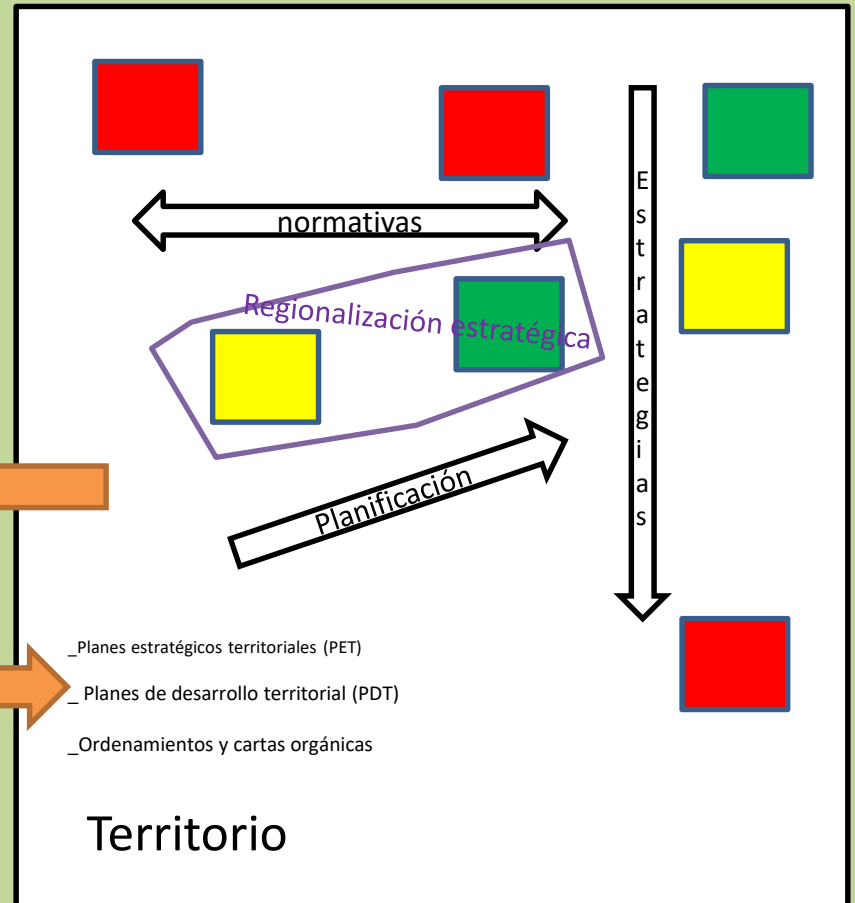 normativas
Estrategias
Regionalización estratégica
Planificación
_Planes estratégicos territoriales (PET)
_ Planes de desarrollo territorial (PDT)
_Ordenamientos y cartas orgánicas
Territorio